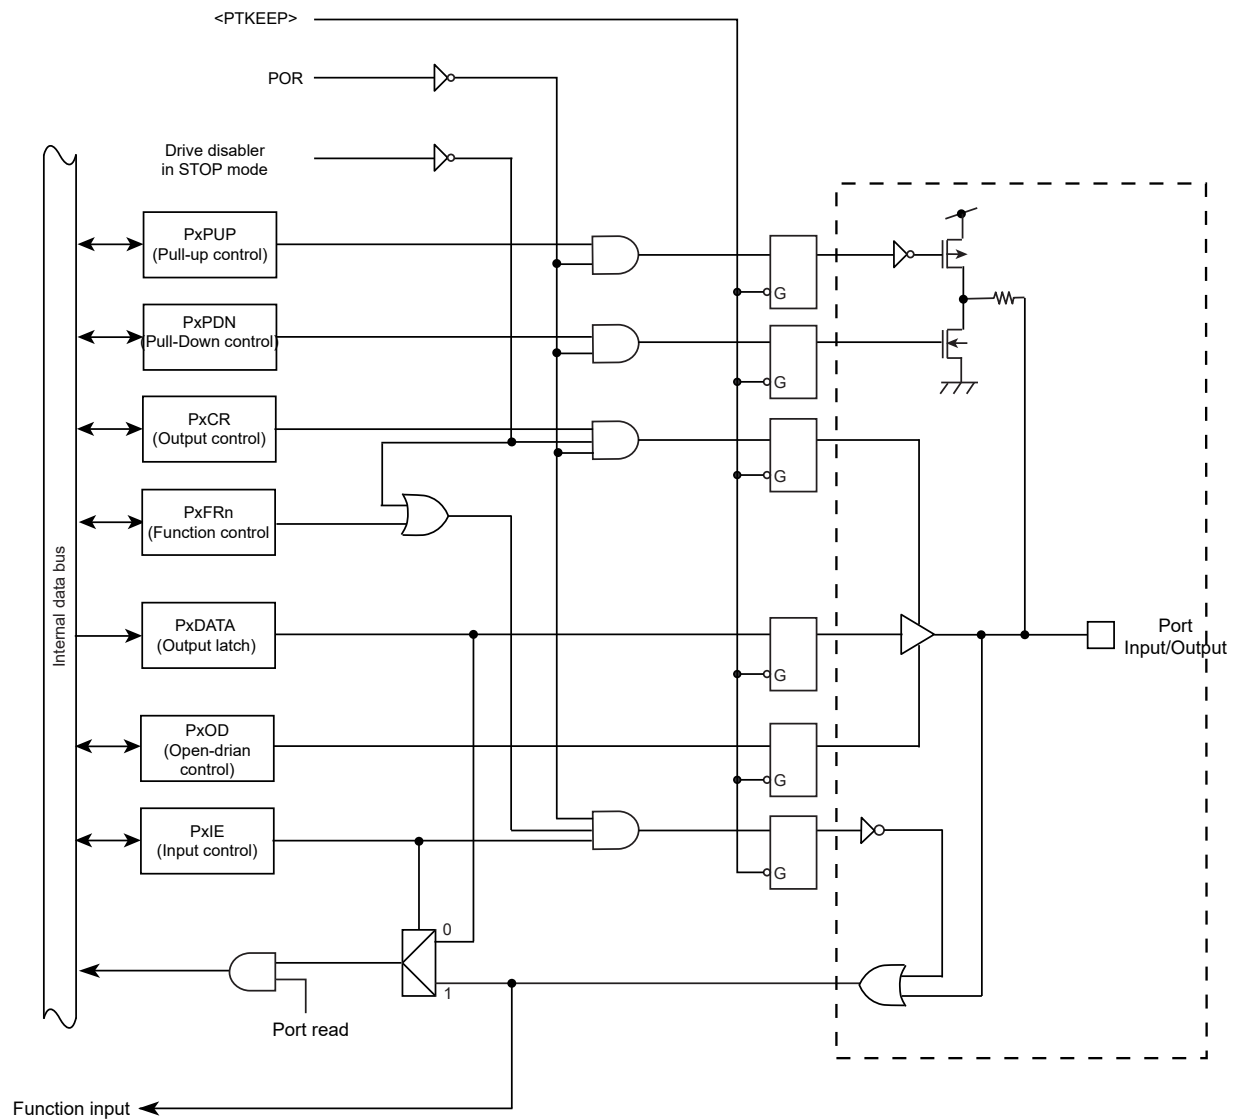 <PTKEEP>
POR
Drive disabler
in STOP mode
PxPUP
(Pull-up control)
G
PxPDN
(Pull-Down control)
G
PxCR
(Output control)
G
PxFRn
(Function control
Internal data bus
PxDATA
(Output latch)
G
Port
Input/Output
PxOD
(Open-drian
control)
G
PxIE
(Input control)
G
0
1
Port read
Function input